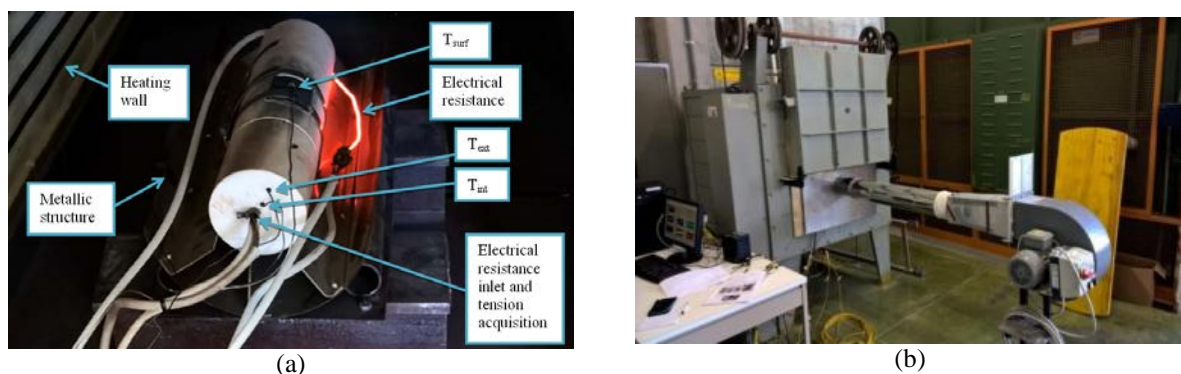 T_surf
Heating
wall
Electrical
resistance
T_ext
T_int
Metallic
structure
Electrical
resistance
inlet and
tension
acquisition
(a)
(b)